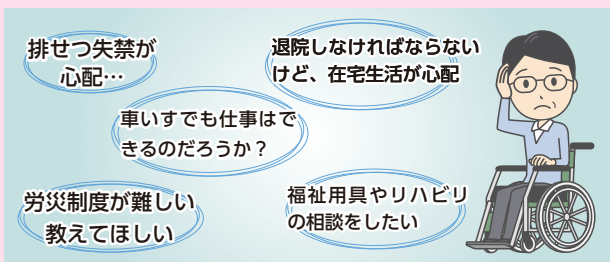 排せつ失禁が
心配…
退院しなければならない
けど、在宅生活が心配
車いすでも仕事はで
きるのだろうか？
労災制度が難しい
教えてほしい
福祉用具やリハビリ
の相談をしたい